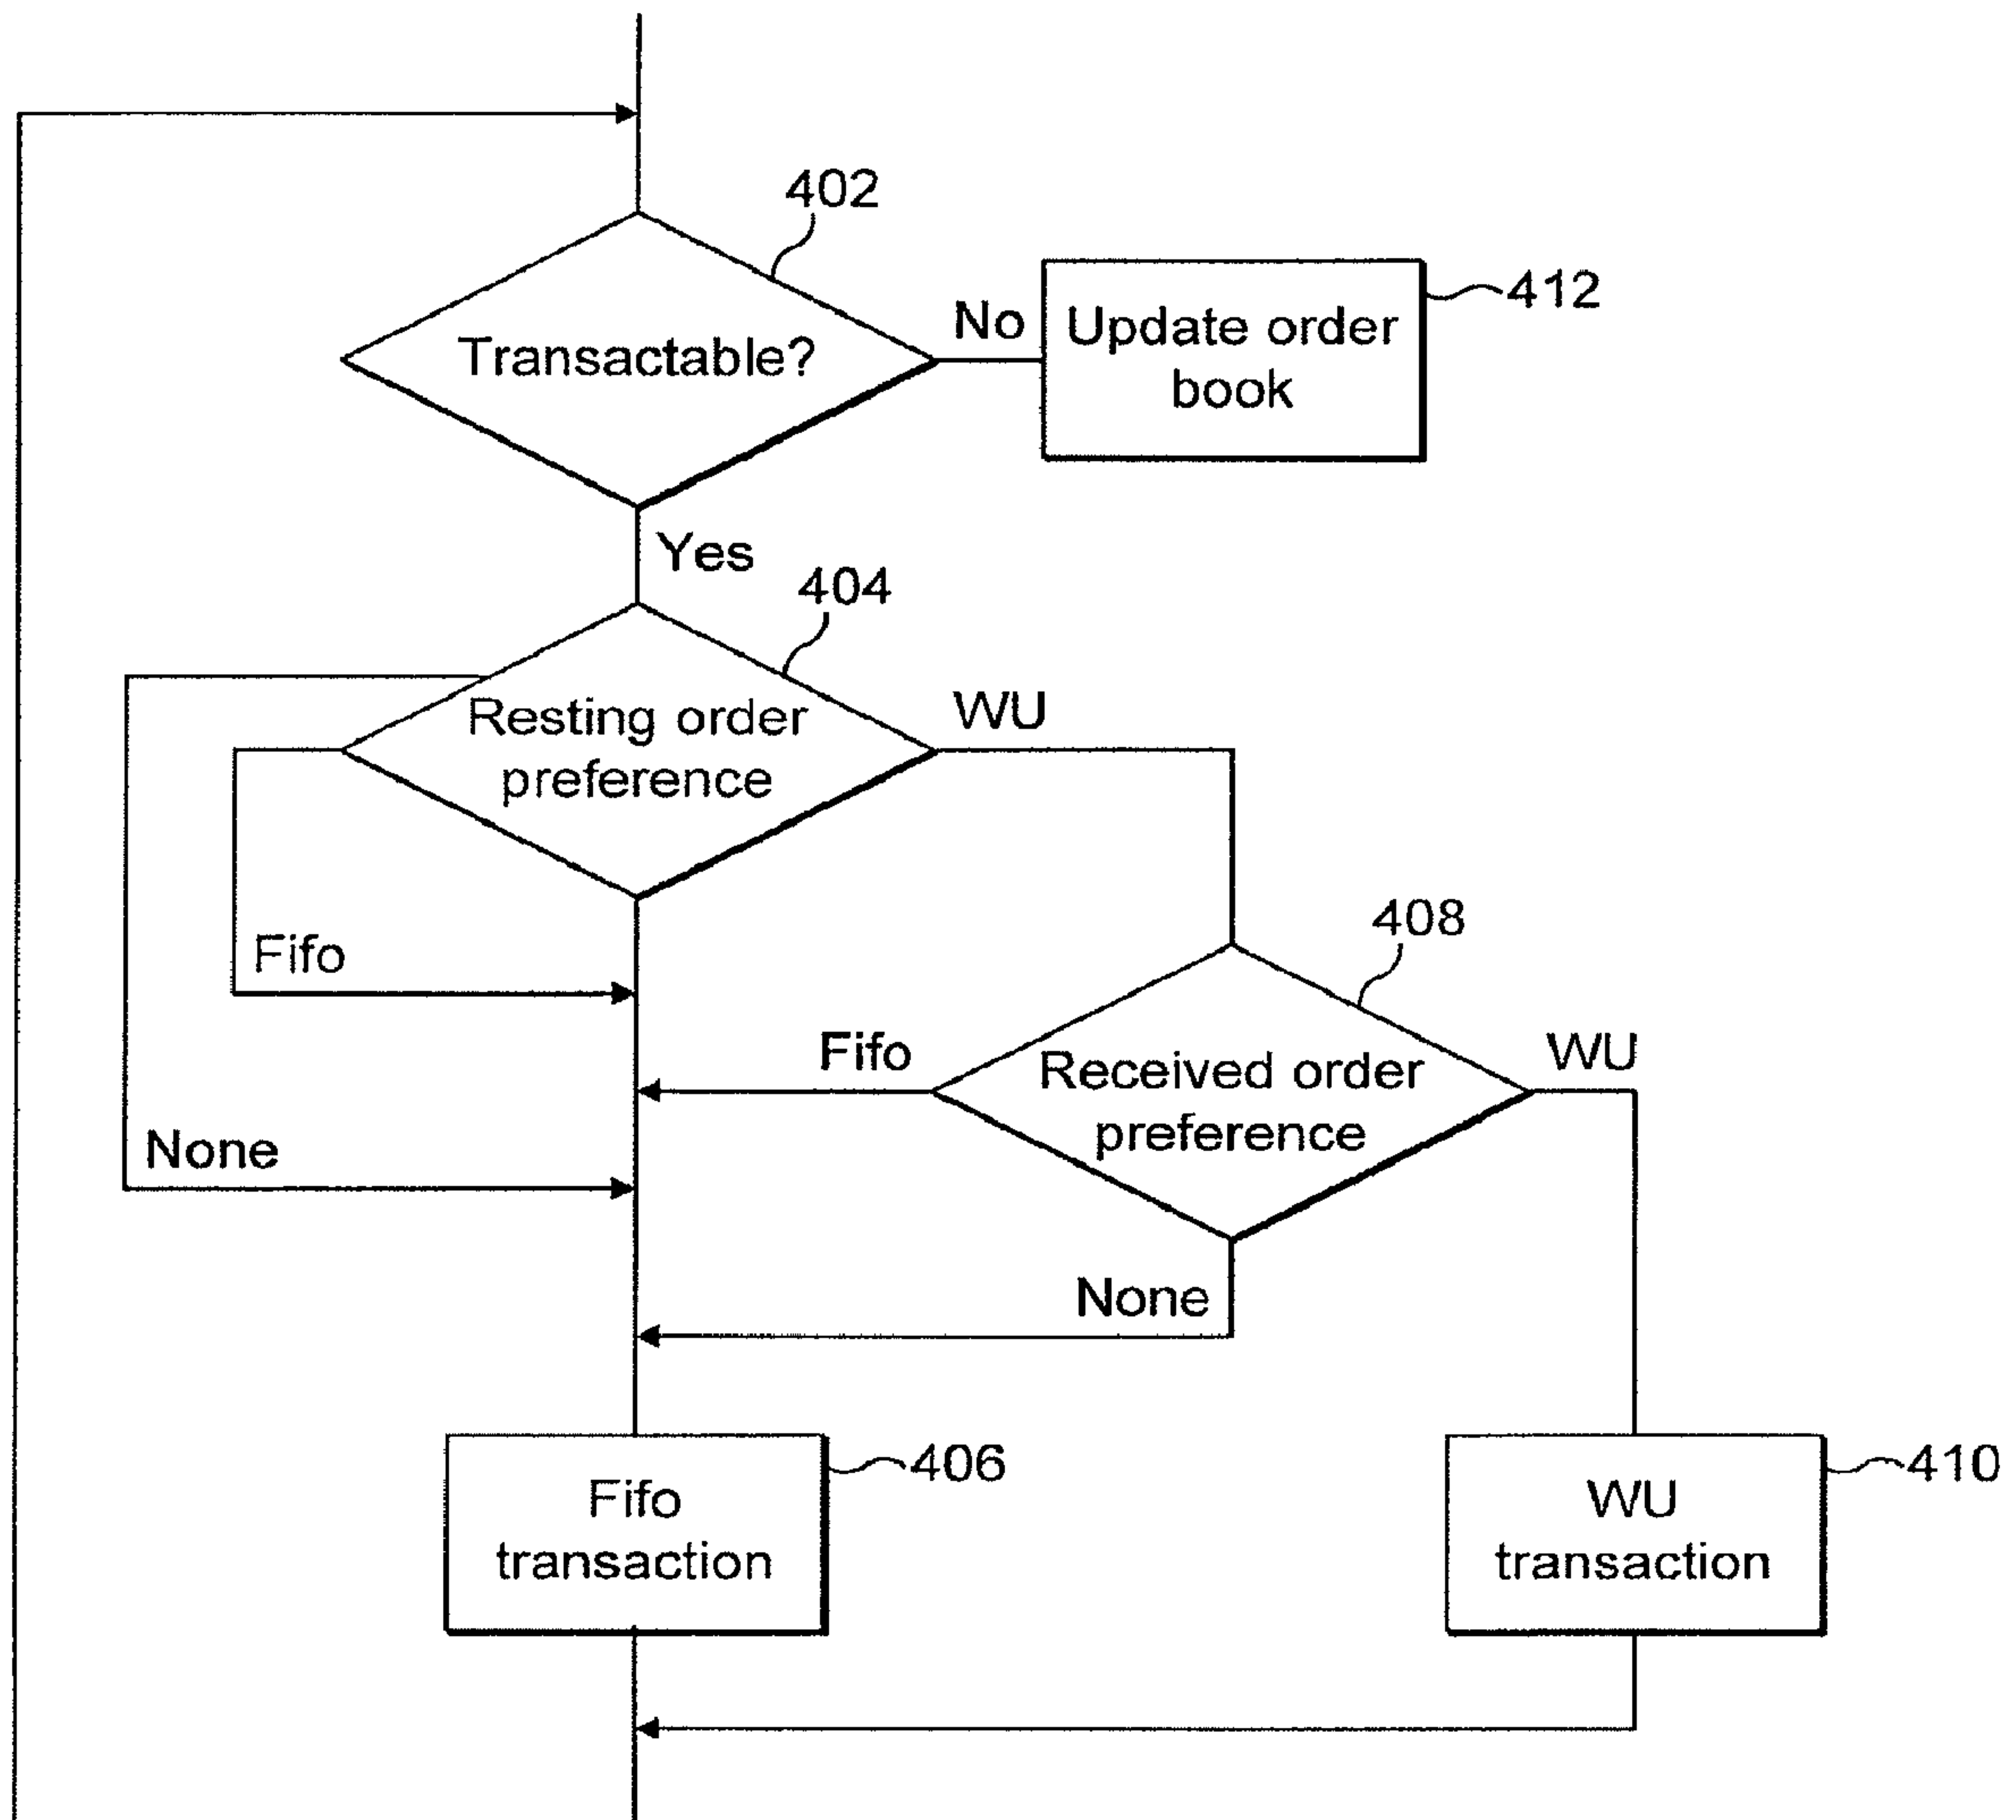 402
Transactable?
No
Update order
book
412
Yes
404
Resting order
preference
WU
Fifo
408
Fifo
Received order
preference
WU
None
None
Fifo
transaction
406
WU
transaction
410